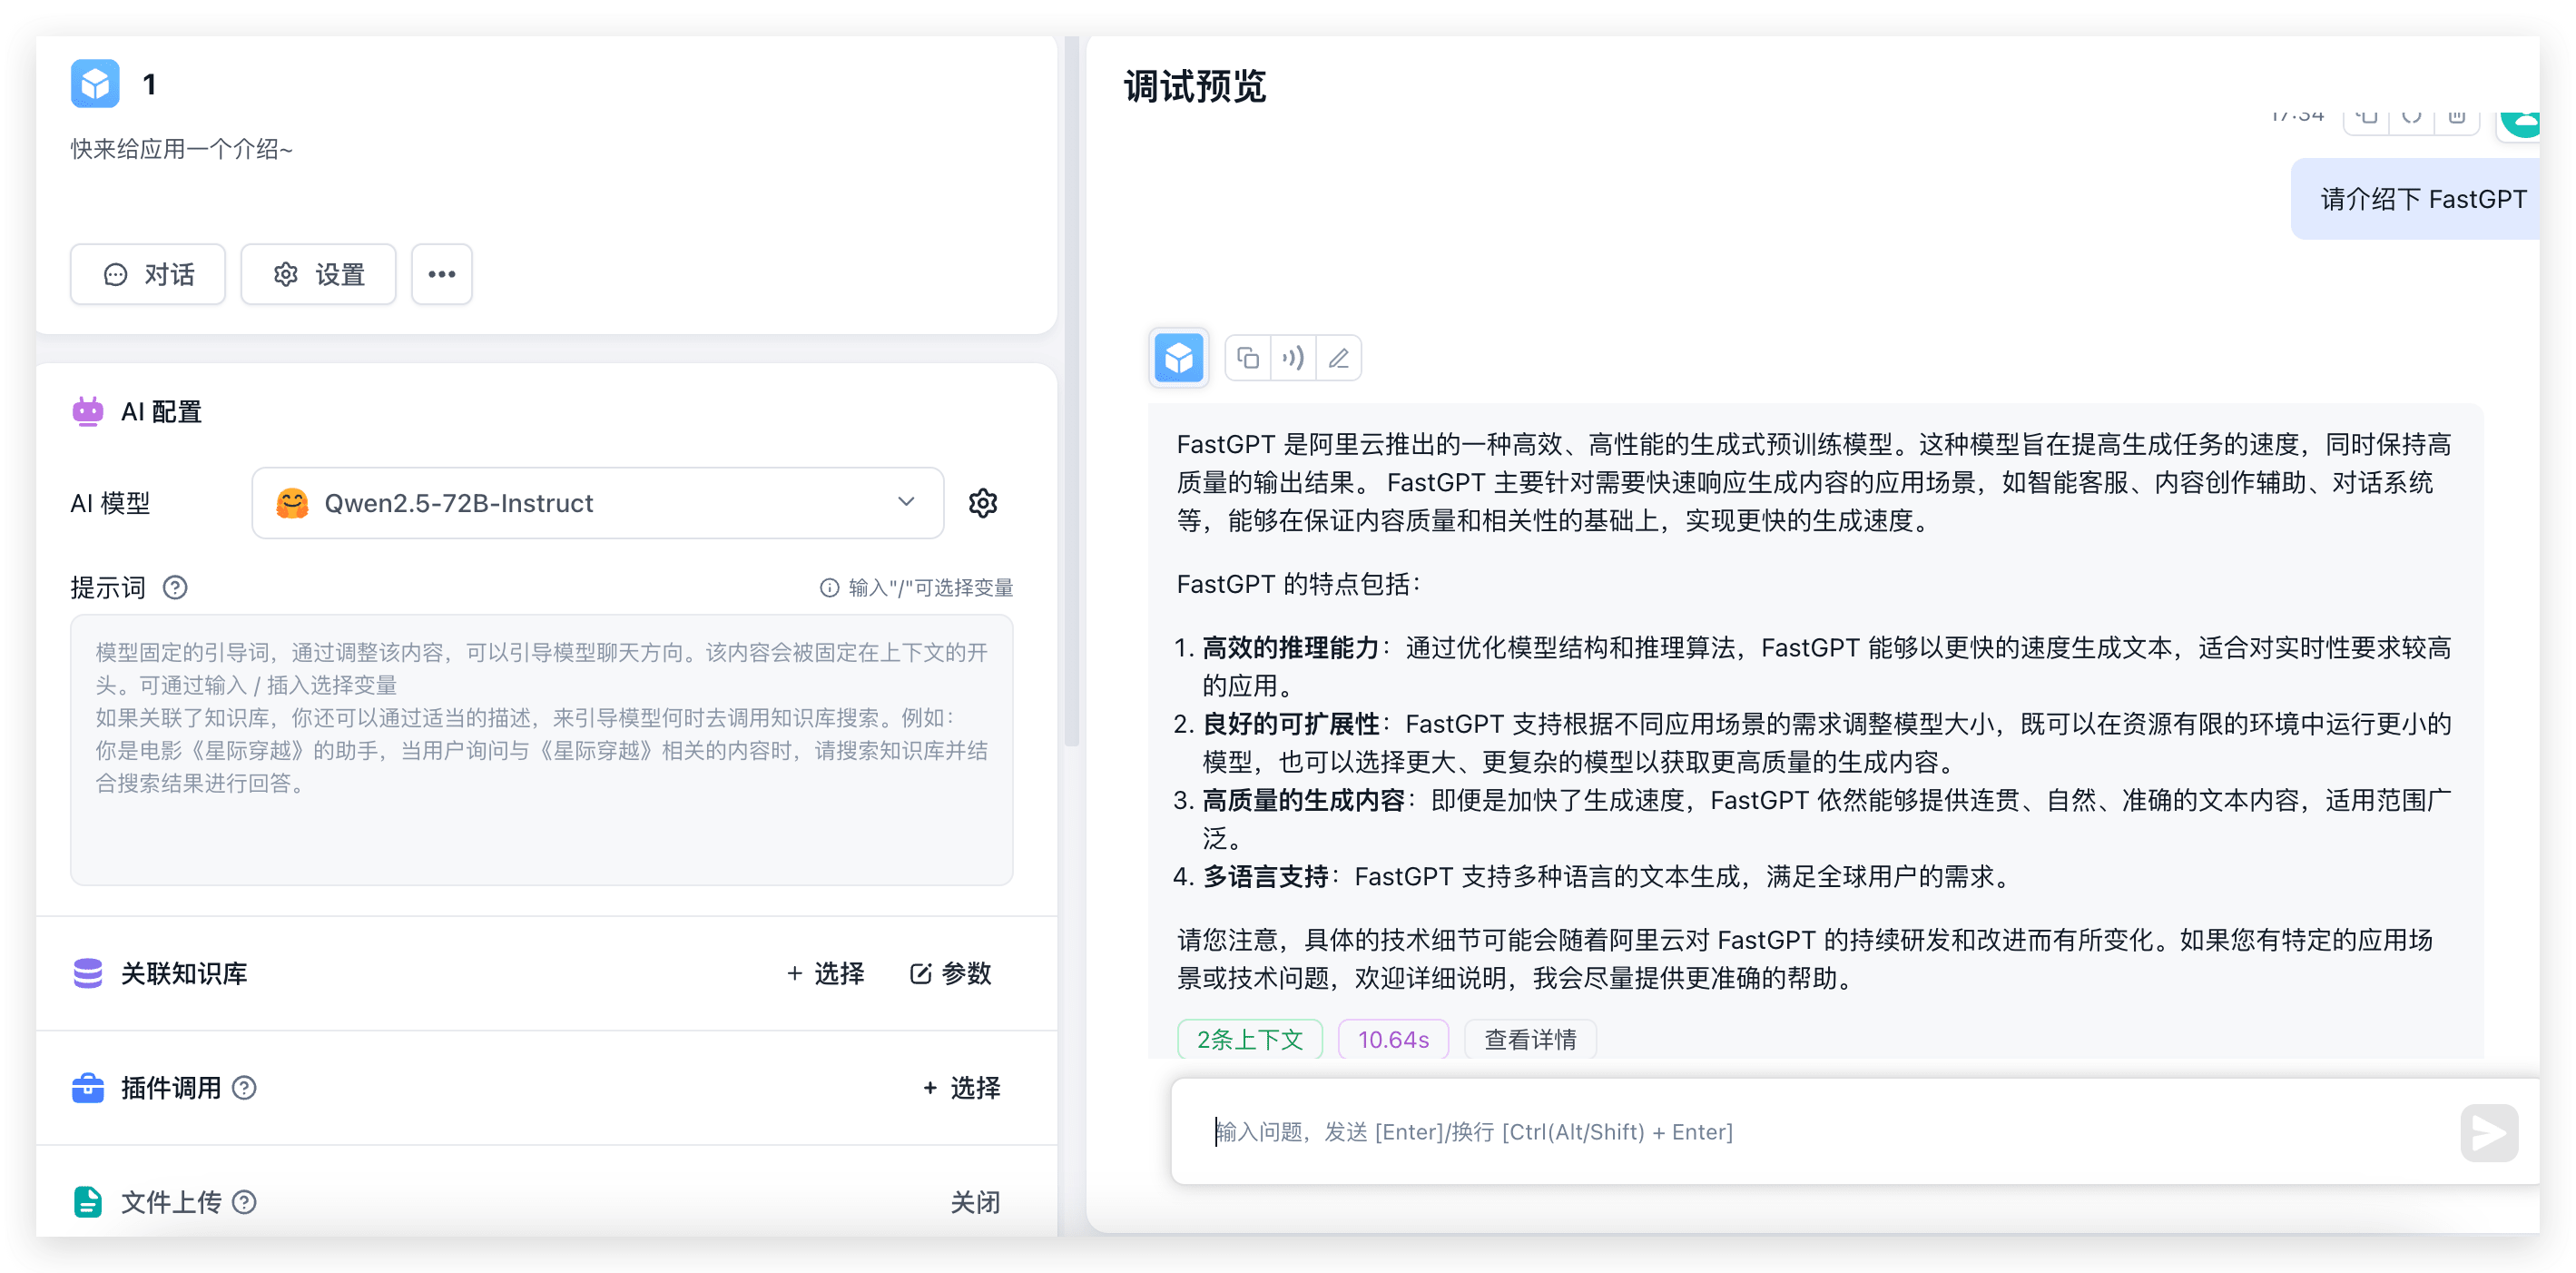 1
快来给应用一个介绍~
对话
设置
AI 配置
AI 模型
Qwen2.5-72B-Instruct
提示词
输入"/"可选择变量
模型固定的引导词，通过调整该内容，可以引导模型聊天方向。该内容会被固定在上下文的开
头。可通过输入 / 插入选择变量
如果关联了知识库，你还可以通过适当的描述，来引导模型何时去调用知识库搜索。例如：
你是电影《星际穿越》的助手，当用户询问与《星际穿越》相关的内容时，请搜索知识库并结
合搜索结果进行回答。
关联知识库
+ 选择
参数
插件调用
+ 选择
文件上传
关闭
调试预览
17:34
请介绍下 FastGPT
FastGPT 是阿里云推出的一种高效、高性能的生成式预训练模型。这种模型旨在提高生成任务的速度，同时保持高
质量的输出结果。 FastGPT 主要针对需要快速响应生成内容的应用场景，如智能客服、内容创作辅助、对话系统
等，能够在保证内容质量和相关性的基础上，实现更快的生成速度。
FastGPT 的特点包括：
1. 高效的推理能力：通过优化模型结构和推理算法，FastGPT 能够以更快的速度生成文本，适合对实时性要求较高
的应用。
2. 良好的可扩展性：FastGPT 支持根据不同应用场景的需求调整模型大小，既可以在资源有限的环境中运行更小的
模型，也可以选择更大、更复杂的模型以获取更高质量的生成内容。
3. 高质量的生成内容：即便是加快了生成速度，FastGPT 依然能够提供连贯、自然、准确的文本内容，适用范围广
泛。
4. 多语言支持：FastGPT 支持多种语言的文本生成，满足全球用户的需求。
请您注意，具体的技术细节可能会随着阿里云对 FastGPT 的持续研发和改进而有所变化。如果您有特定的应用场
景或技术问题，欢迎详细说明，我会尽量提供更准确的帮助。
2条上下文
10.64s
查看详情
输入问题，发送 [Enter]/换行 [Ctrl(Alt/Shift) + Enter]